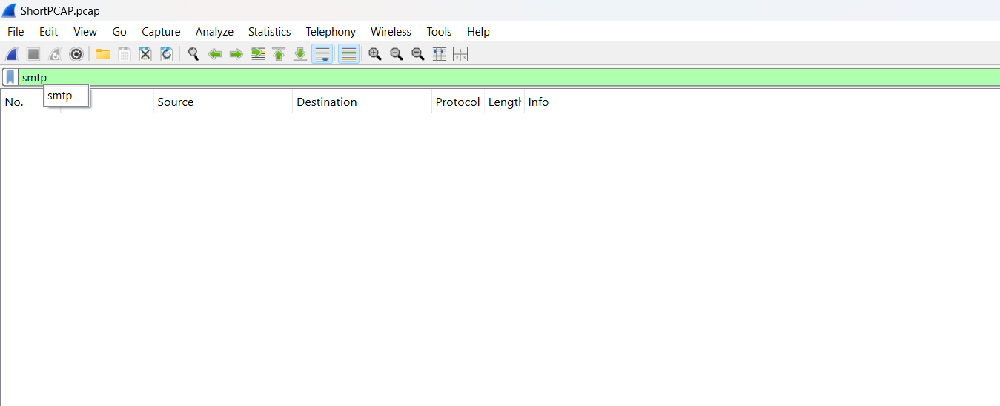 ShortPCAP.pcap
File Edit View Go Capture Analyze Statistics Telephony Wireless Tools Help
smtp
smtp
No. Source Destination Protocol Length Info